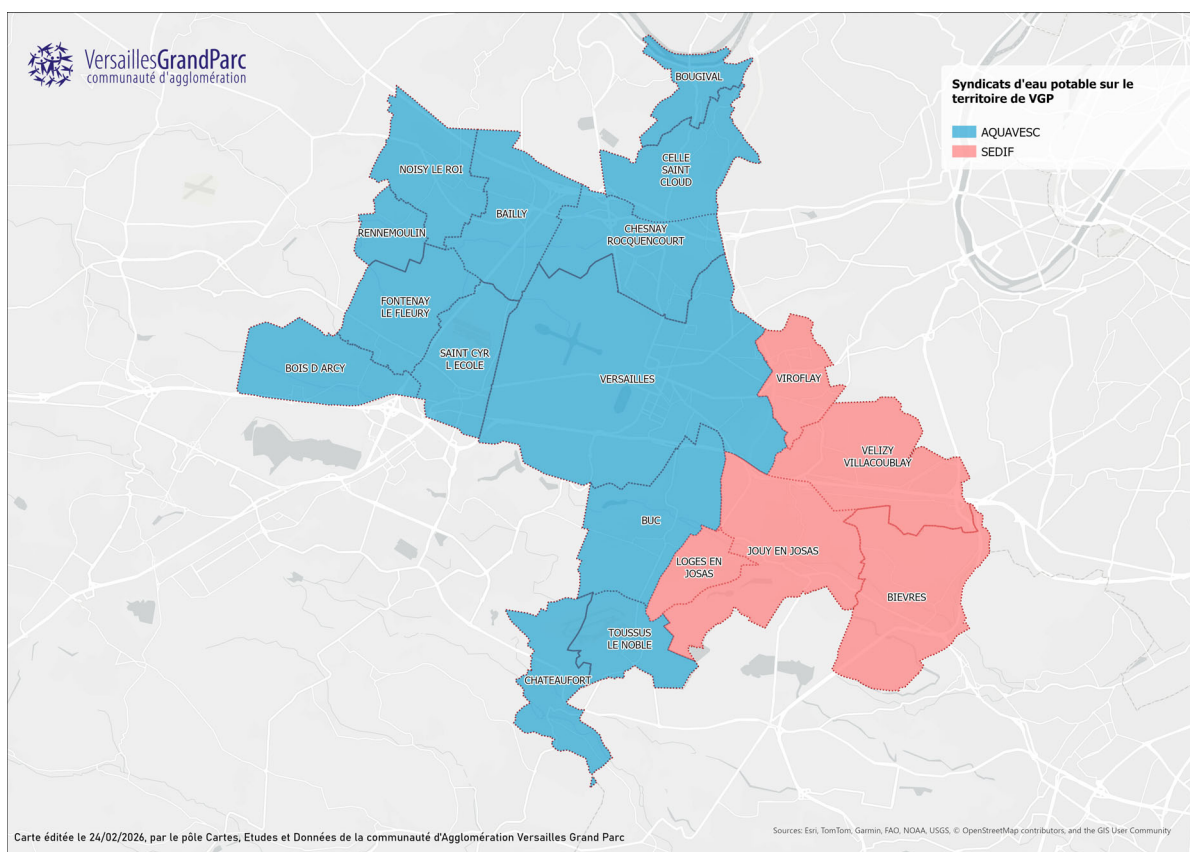 VersaillesGrandParc
communauté d'agglomération
Syndicats d'eau potable sur le
territoire de VGP
AQUAVESC
SEDIF
BOUGIVAL
CELLE
SAINT
CLOUD
NOISY LE ROI
BAILLY
RENNEMOULIN
CHESNAY
ROCQUENCOURT
FONTENAY
LE FLEURY
SAINT CYR
L ECOLE
BOIS D ARCY
VERSAILLES
VIROFLAY
VELIZY
VILLACOUBLAY
BUC
LOGES EN
JOSAS
JOUY EN JOSAS
BIEVRES
TOUSSUS
LE NOBLE
CHATEAUFORT
Carte éditée le 24/02/2026, par le pôle Cartes, Etudes et Données de la communauté d'Agglomération Versailles Grand Parc
Sources: Esri, TomTom, Garmin, FAO, NOAA, USGS, © OpenStreetMap contributors, and the GIS User Community